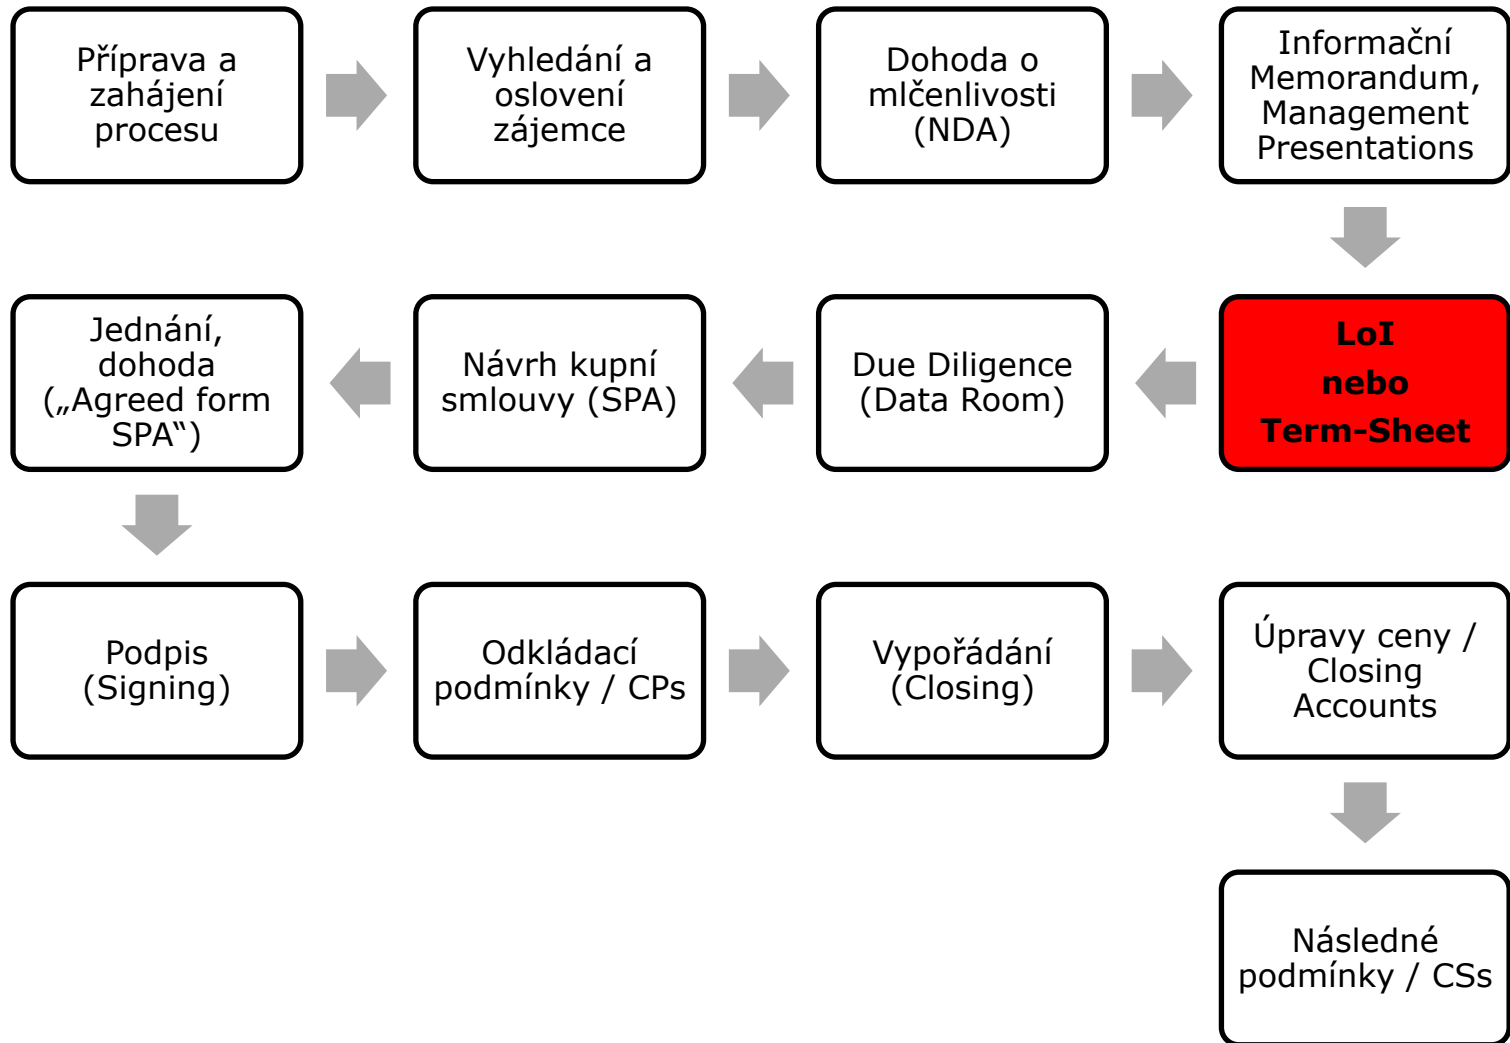 Příprava a
zahájení
procesu
Vyhledání a
oslovení
zájemce
Dohoda o
mlčenlivosti
(NDA)
Informační
Memorandum,
Management
Presentations
LoI
nebo
Term-Sheet
Due Diligence
(Data Room)
Návrh kupní
smlouvy (SPA)
Jednání,
dohoda
(„Agreed form
SPA“)
Podpis
(Signing)
Odkládací
podmínky / CPs
Vypořádání
(Closing)
Úpravy ceny /
Closing
Accounts
Následné
podmínky / CSs